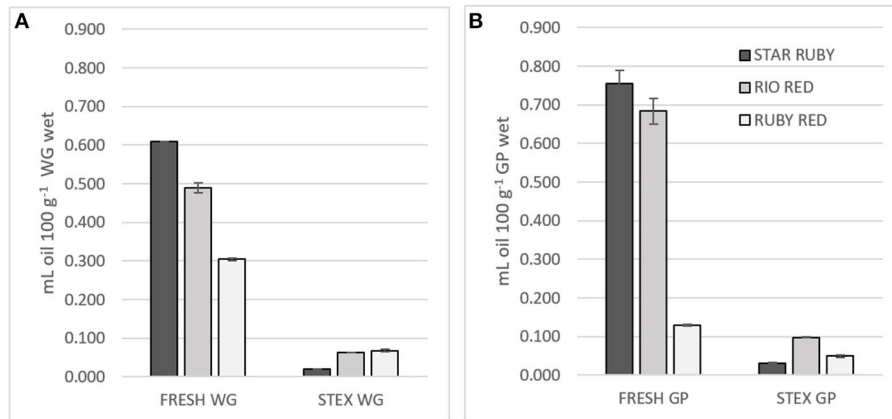 A
0.900
0.800
0.700
0.600
0.500
0.400
0.300
0.200
0.100
0.000
mL oil 100 g⁻¹ WG wet
FRESH WG STEX WG
B
0.900
0.800
0.700
0.600
0.500
0.400
0.300
0.200
0.100
0.000
mL oil 100 g⁻¹ GP wet
STAR RUBY
RIO RED
RUBY RED
FRESH GP STEX GP